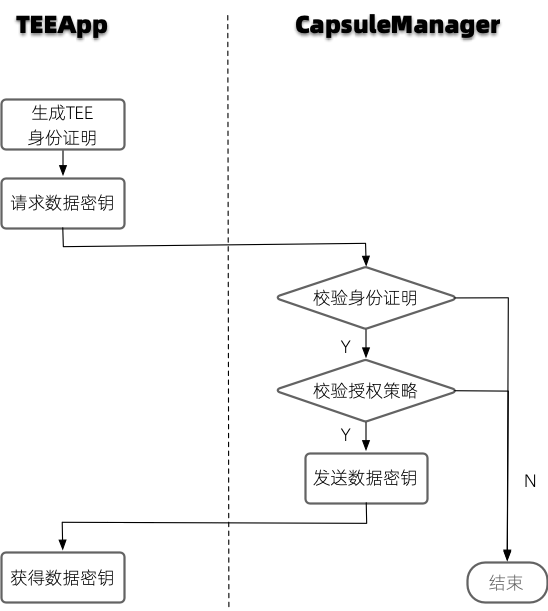 TEEApp
CapsuleManager
生成TEE
身份证明
请求数据密钥
校验身份证明
Y
校验授权策略
Y
发送数据密钥
N
获得数据密钥
结束